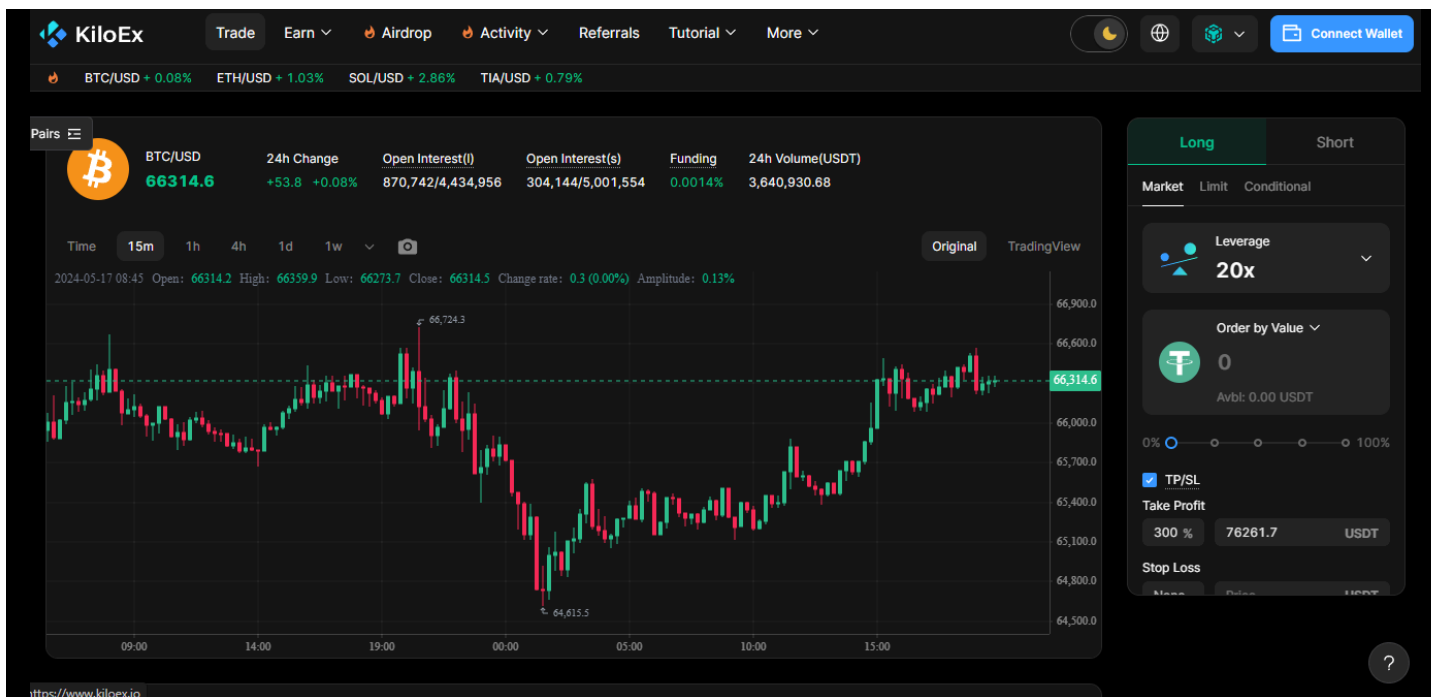 KiloEx Trade Earn Airdrop Activity Referrals Tutorial More Connect Wallet
BTC/USD + 0.08% ETH/USD + 1.03% SOL/USD + 2.86% TIA/USD + 0.79%
Pairs
BTC/USD 24h Change Open Interest(l) Open Interest(s) Funding 24h Volume(USDT)
66314.6 +53.8 +0.08% 870,742/4,434,956 304,144/5,001,554 0.0014% 3,640,930.68
Time 15m 1h 4h 1d 1w Original TradingView
2024-05-17 08:45 Open: 66314.2 High: 66359.9 Low: 66273.7 Close: 66314.5 Change rate: 0.3 (0.00%) Amplitude: 0.13%
66,900.0
66,724.3
66,600.0
66,314.6
66,000.0
65,700.0
65,400.0
65,100.0
64,800.0
64,615.5
64,500.0
09:00 14:00 19:00 00:00 05:00 10:00 15:00
Long Short
Market Limit Conditional
Leverage
20x
Order by Value
0
Avbl: 0.00 USDT
0% 100%
TP/SL
Take Profit
300 % 76261.7 USDT
Stop Loss
None Price USDT
?
https://www.kiloex.io